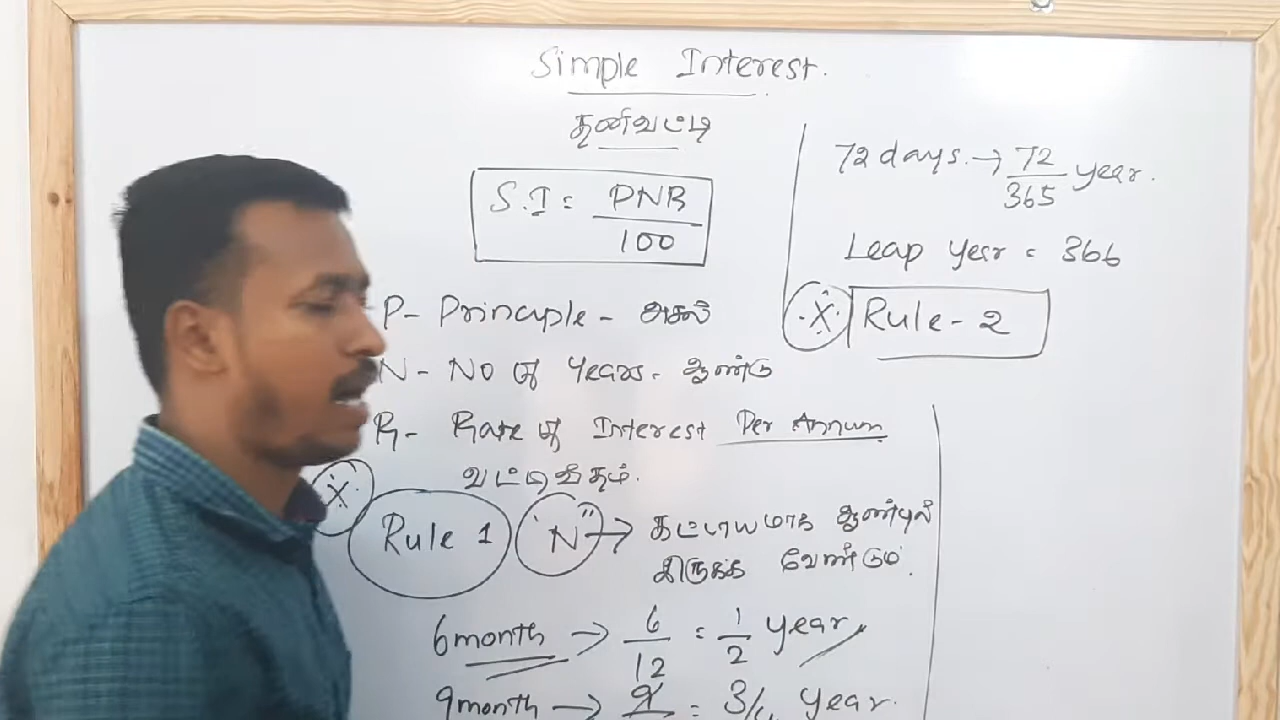 Simple Interest.
தனிவட்டி
S.I = PNR
100
P- Principle - அசல்
N- No of Years. ஆண்டு
R- Rate of Interest Per Annum
வட்டிவீதம்.
X Rule 1 "N" → கட்டாயமாக ஆண்டில்
இருக்க வேண்டும்.
6month → 6/12 = 1/2 year
9month → 9 = 3/4 year.
72 days. → 72/365 year.
Leap year = 366
X Rule - 2